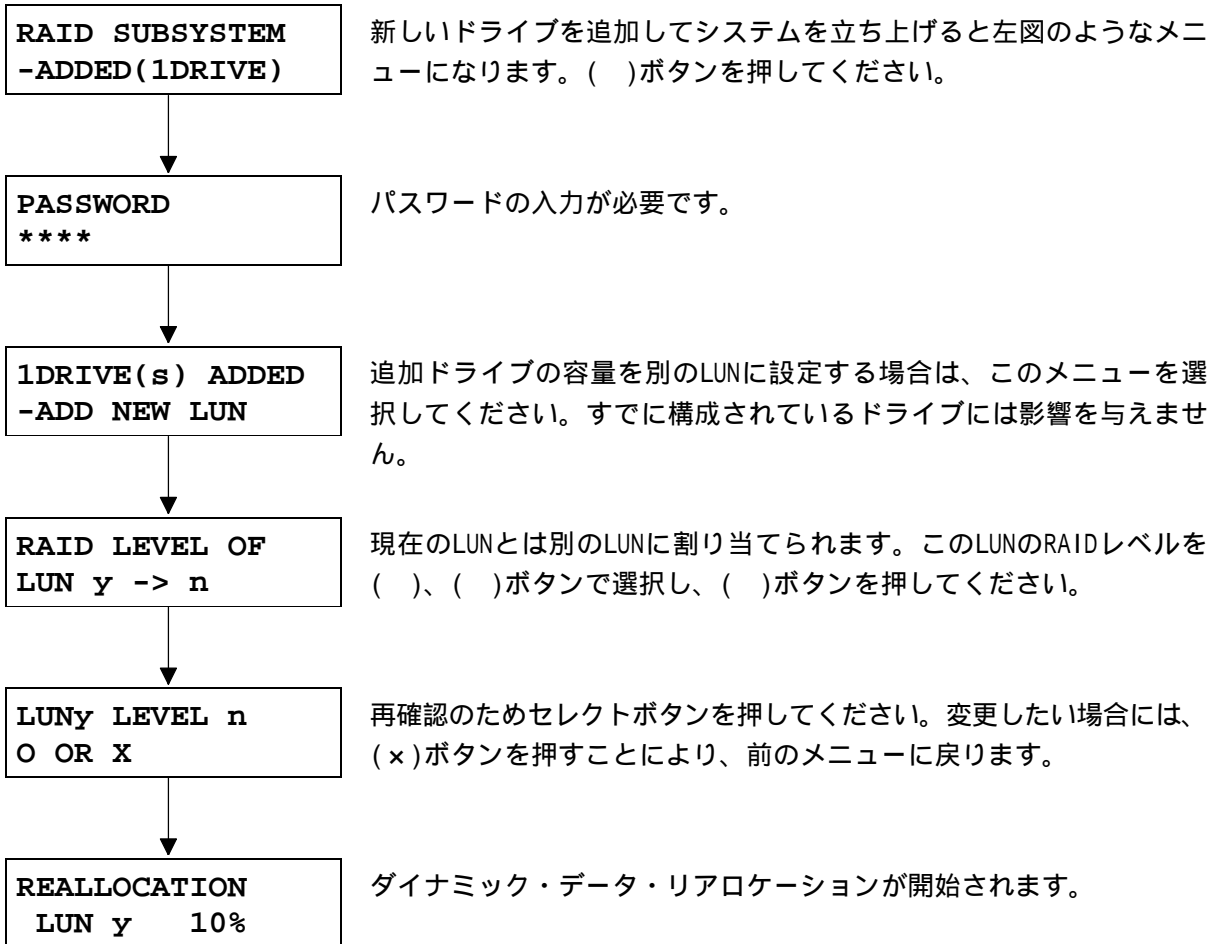 RAID SUBSYSTEM
-ADDED(1DRIVE)
新しいドライブを追加してシステムを立ち上げると左図のようなメニ
ューになります。(　)ボタンを押してください。
PASSWORD
****
パスワードの入力が必要です。
1DRIVE(s) ADDED
-ADD NEW LUN
追加ドライブの容量を別のLUNに設定する場合は、このメニューを選
択してください。すでに構成されているドライブには影響を与えませ
ん。
RAID LEVEL OF
LUN y -> n
現在のLUNとは別のLUNに割り当てられます。このLUNのRAIDレベルを
(　)、(　)ボタンで選択し、(　)ボタンを押してください。
LUNy LEVEL n
O OR X
再確認のためセレクトボタンを押してください。変更したい場合には、
(×)ボタンを押すことにより、前のメニューに戻ります。
REALLOCATION
LUN y 10%
ダイナミック・データ・リアロケーションが開始されます。